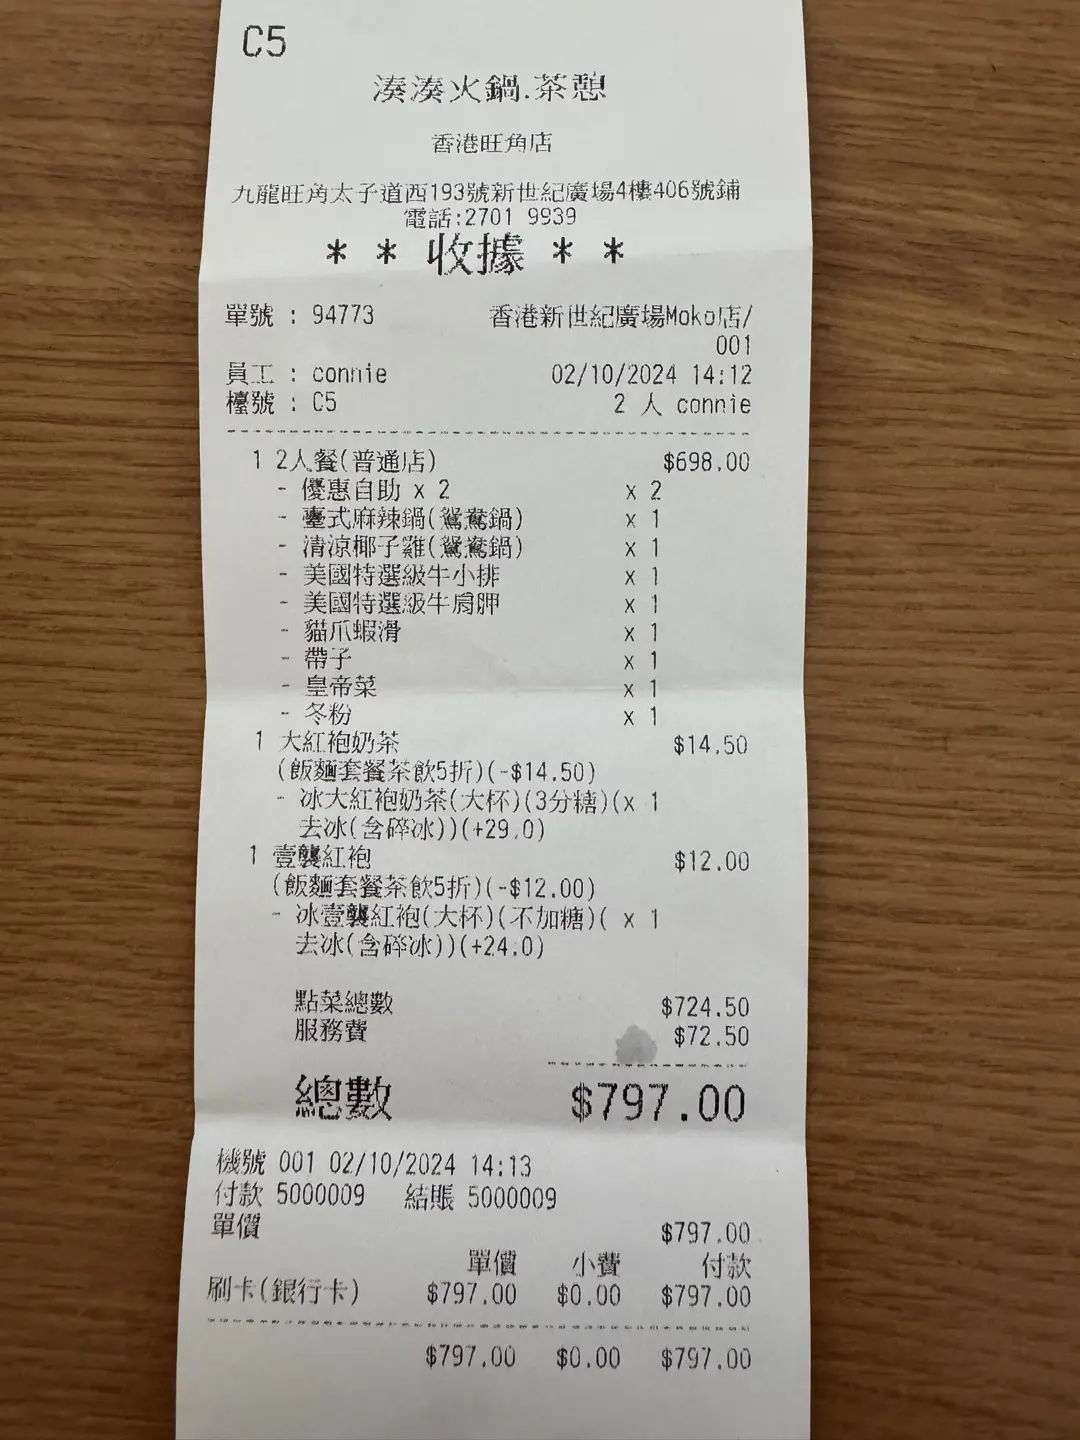 C5
湊湊火鍋.茶憩
香港旺角店
九龍旺角太子道西193號新世紀廣場4樓406號鋪
電話:2701 9939
* * 收據 * *
單號 : 94773 香港新世紀廣場Moko店/
001
員工 : connie 02/10/2024 14:12
檯號 : C5 2 人 connie
1 2人餐(普通店) $698.00
- 優惠自助 x 2 x 2
- 臺式麻辣鍋(鴛鴦鍋) x 1
- 清涼椰子雞(鴛鴦鍋) x 1
- 美國特選級牛小排 x 1
- 美國特選級牛肩胛 x 1
- 貓爪蝦滑 x 1
- 帶子 x 1
- 皇帝菜 x 1
- 冬粉 x 1
1 大紅袍奶茶 $14.50
(飯麵套餐茶飲5折)(-$14.50)
- 冰大紅袍奶茶(大杯)(3分糖)(x 1
去冰(含碎冰))(+29.0)
1 壹襲紅袍 $12.00
(飯麵套餐茶飲5折)(-$12.00)
- 冰壹襲紅袍(大杯)(不加糖)( x 1
去冰(含碎冰))(+24.0)
點菜總數 $724.50
服務費 $72.50
總數 $797.00
機號 001 02/10/2024 14:13
付款 5000009 結賬 5000009
單價 $797.00
單價 小費 付款
刷卡(銀行卡) $797.00 $0.00 $797.00
$797.00 $0.00 $797.00